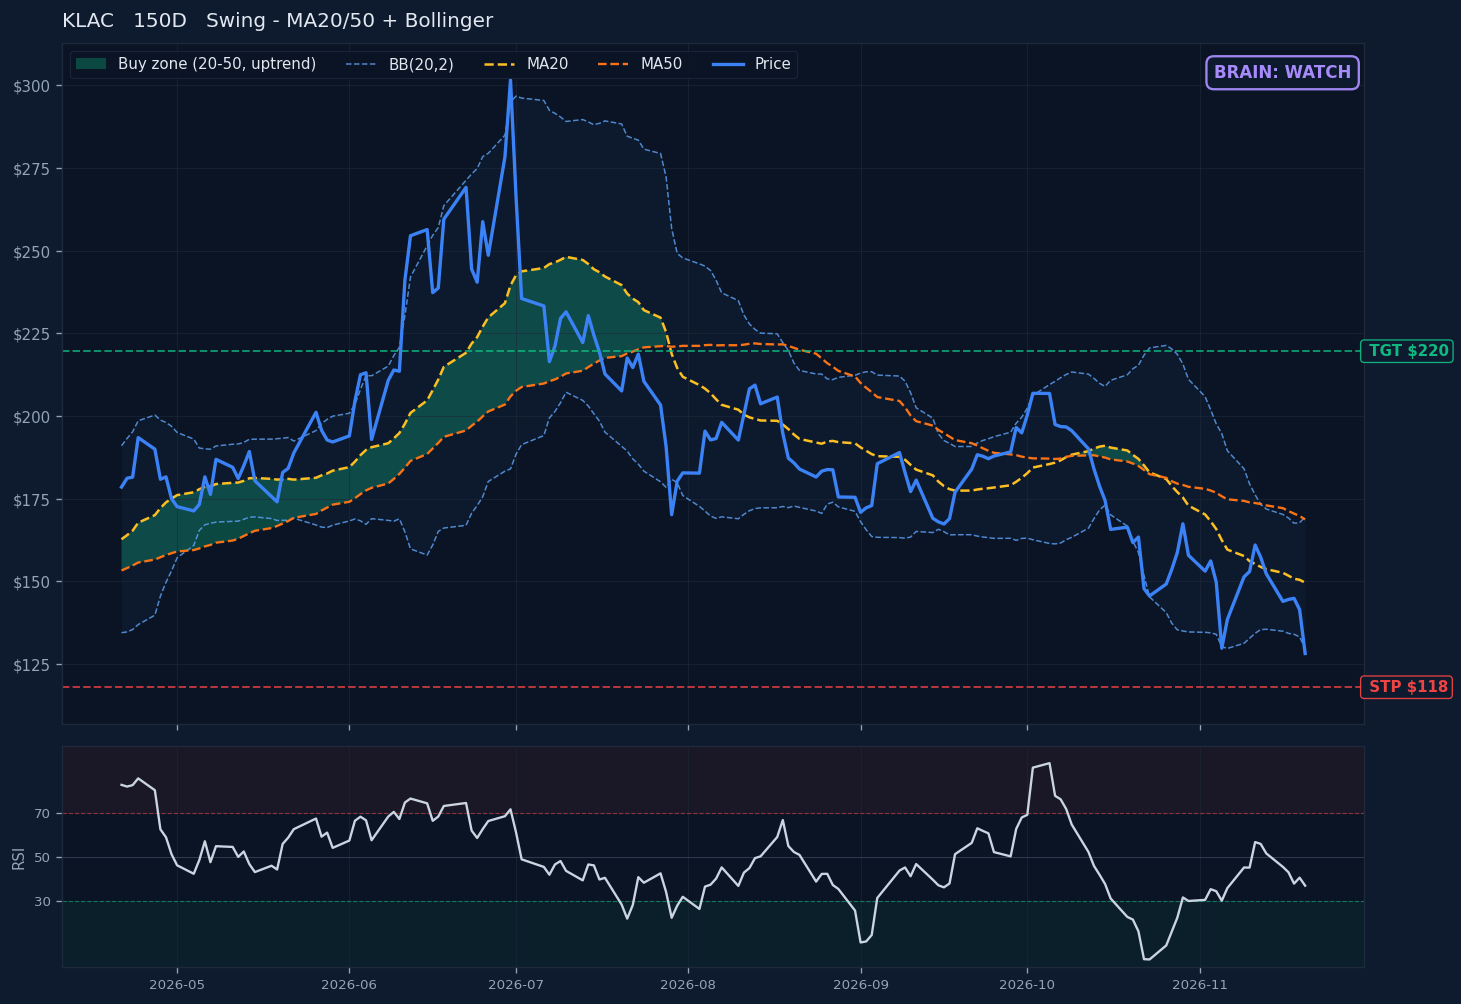 KLAC   150D   Swing - MA20/50 + Bollinger
Buy zone (20-50, uptrend)   BB(20,2)   MA20   MA50   Price
BRAIN: WATCH
$300
$275
$250
$225
$200
$175
$150
$125
TGT $220
STP $118
RSI
70
50
30
2026-05   2026-06   2026-07   2026-08   2026-09   2026-10   2026-11